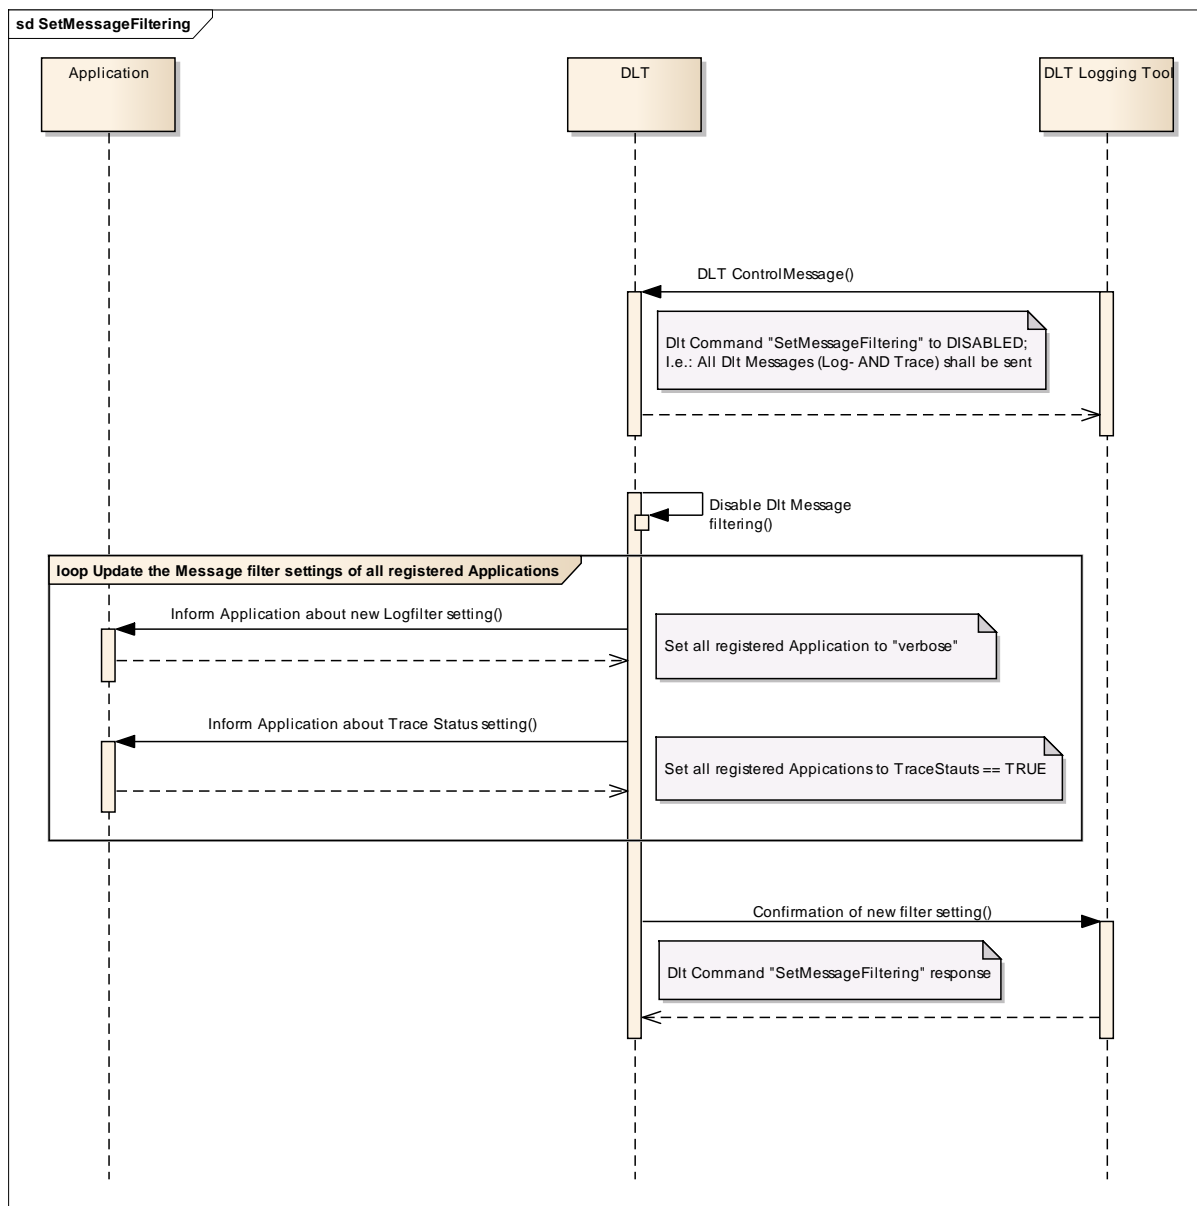 sd SetMessageFiltering
Application
DLT
DLT Logging Tool
DLT ControlMessage()
Dlt Command "SetMessageFiltering" to DISABLED;
I.e.: All Dlt Messages (Log- AND Trace) shall be sent
Disable Dlt Message
filtering()
loop Update the Message filter settings of all registered Applications
Inform Application about new Logfilter setting()
Set all registered Application to "verbose"
Inform Application about Trace Status setting()
Set all registered Appications to TraceStauts == TRUE
Confirmation of new filter setting()
Dlt Command "SetMessageFiltering" response